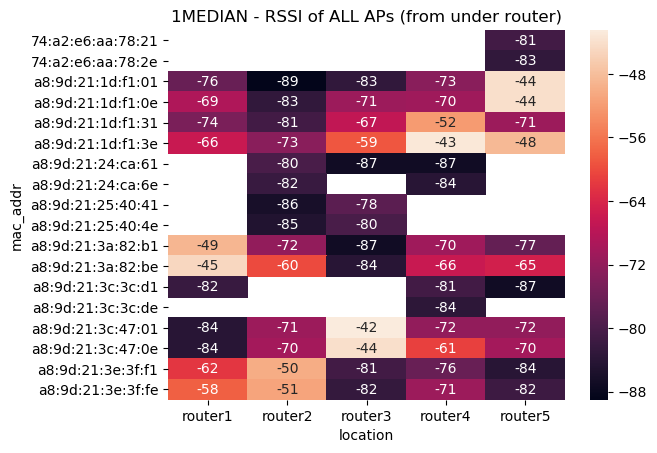 1MEDIAN - RSSI of ALL APs (from under router)
mac_addr
74:a2:e6:aa:78:21 -81
74:a2:e6:aa:78:2e -83
a8:9d:21:1d:f1:01 -76 -89 -83 -73 -44
a8:9d:21:1d:f1:0e -69 -83 -71 -70 -44
a8:9d:21:1d:f1:31 -74 -81 -67 -52 -71
a8:9d:21:1d:f1:3e -66 -73 -59 -43 -48
a8:9d:21:24:ca:61 -80 -87 -87
a8:9d:21:24:ca:6e -82 -84
a8:9d:21:25:40:41 -86 -78
a8:9d:21:25:40:4e -85 -80
a8:9d:21:3a:82:b1 -49 -72 -87 -70 -77
a8:9d:21:3a:82:be -45 -60 -84 -66 -65
a8:9d:21:3c:3c:d1 -82 -81 -87
a8:9d:21:3c:3c:de -84
a8:9d:21:3c:47:01 -84 -71 -42 -72 -72
a8:9d:21:3c:47:0e -84 -70 -44 -61 -70
a8:9d:21:3e:3f:f1 -62 -50 -81 -76 -84
a8:9d:21:3e:3f:fe -58 -51 -82 -71 -82
router1 router2 router3 router4 router5
location
−48
−56
−64
−72
−80
−88